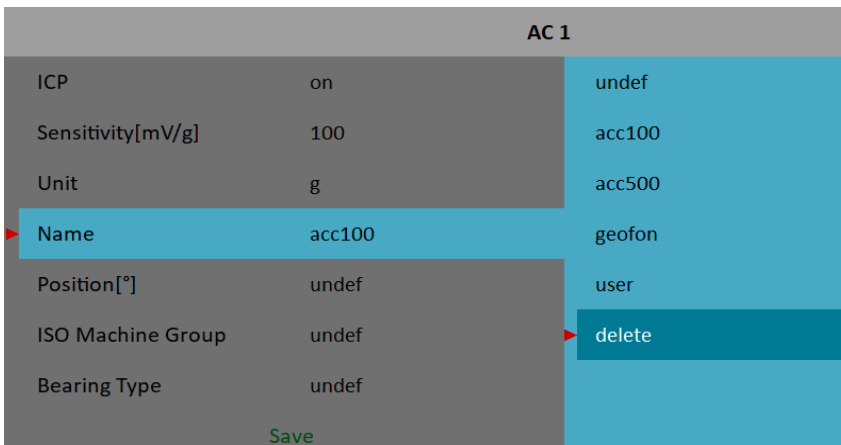 AC 1
ICP on undef
Sensitivity[mV/g] 100 acc100
Unit g acc500
Name acc100 geofon
Position[°] undef user
ISO Machine Group undef delete
Bearing Type undef
Save